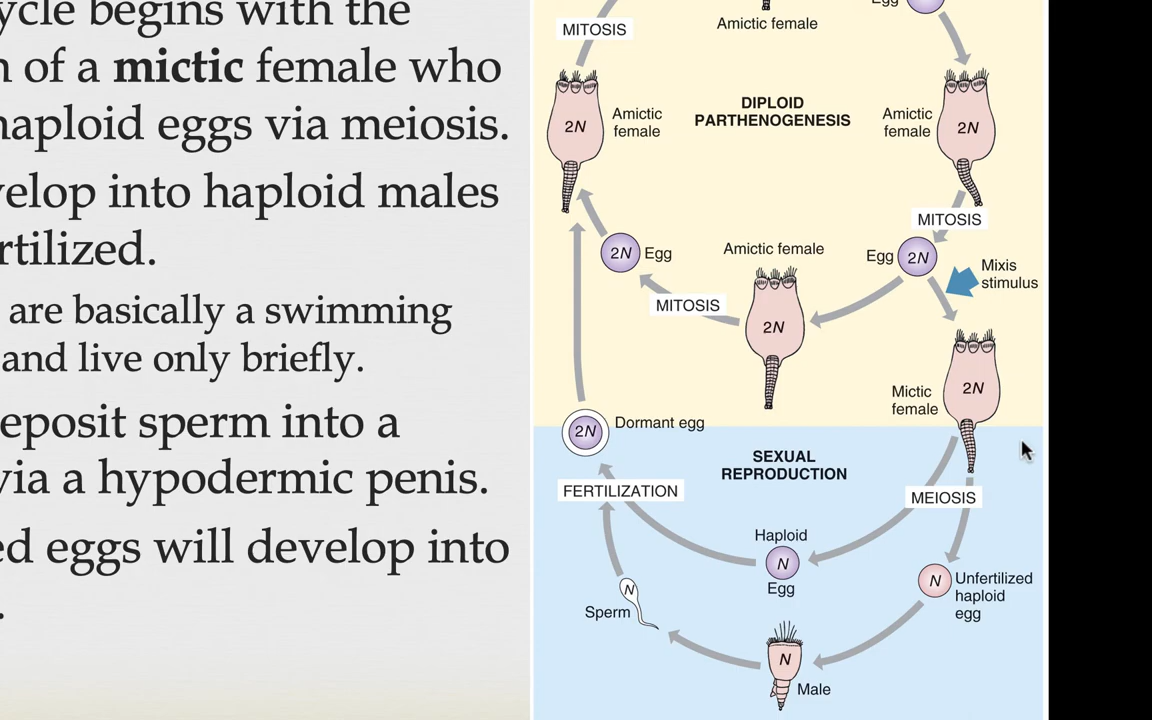 ycle begins with the
of a mictic female who
haploid eggs via meiosis.
velop into haploid males
rtilized.
are basically a swimming
and live only briefly.
eposit sperm into a
via a hypodermic penis.
ed eggs will develop into
.
Amictic female
Egg
MITOSIS
2N
Amictic
female
DIPLOID
PARTHENOGENESIS
Amictic
female
2N
MITOSIS
2N
Egg
Amictic female
Egg
2N
Mixis
stimulus
MITOSIS
2N
Mictic
female
2N
2N
Dormant egg
SEXUAL
REPRODUCTION
FERTILIZATION
MEIOSIS
Haploid
N
Egg
N
Unfertilized
haploid
egg
N
Sperm
N
Male